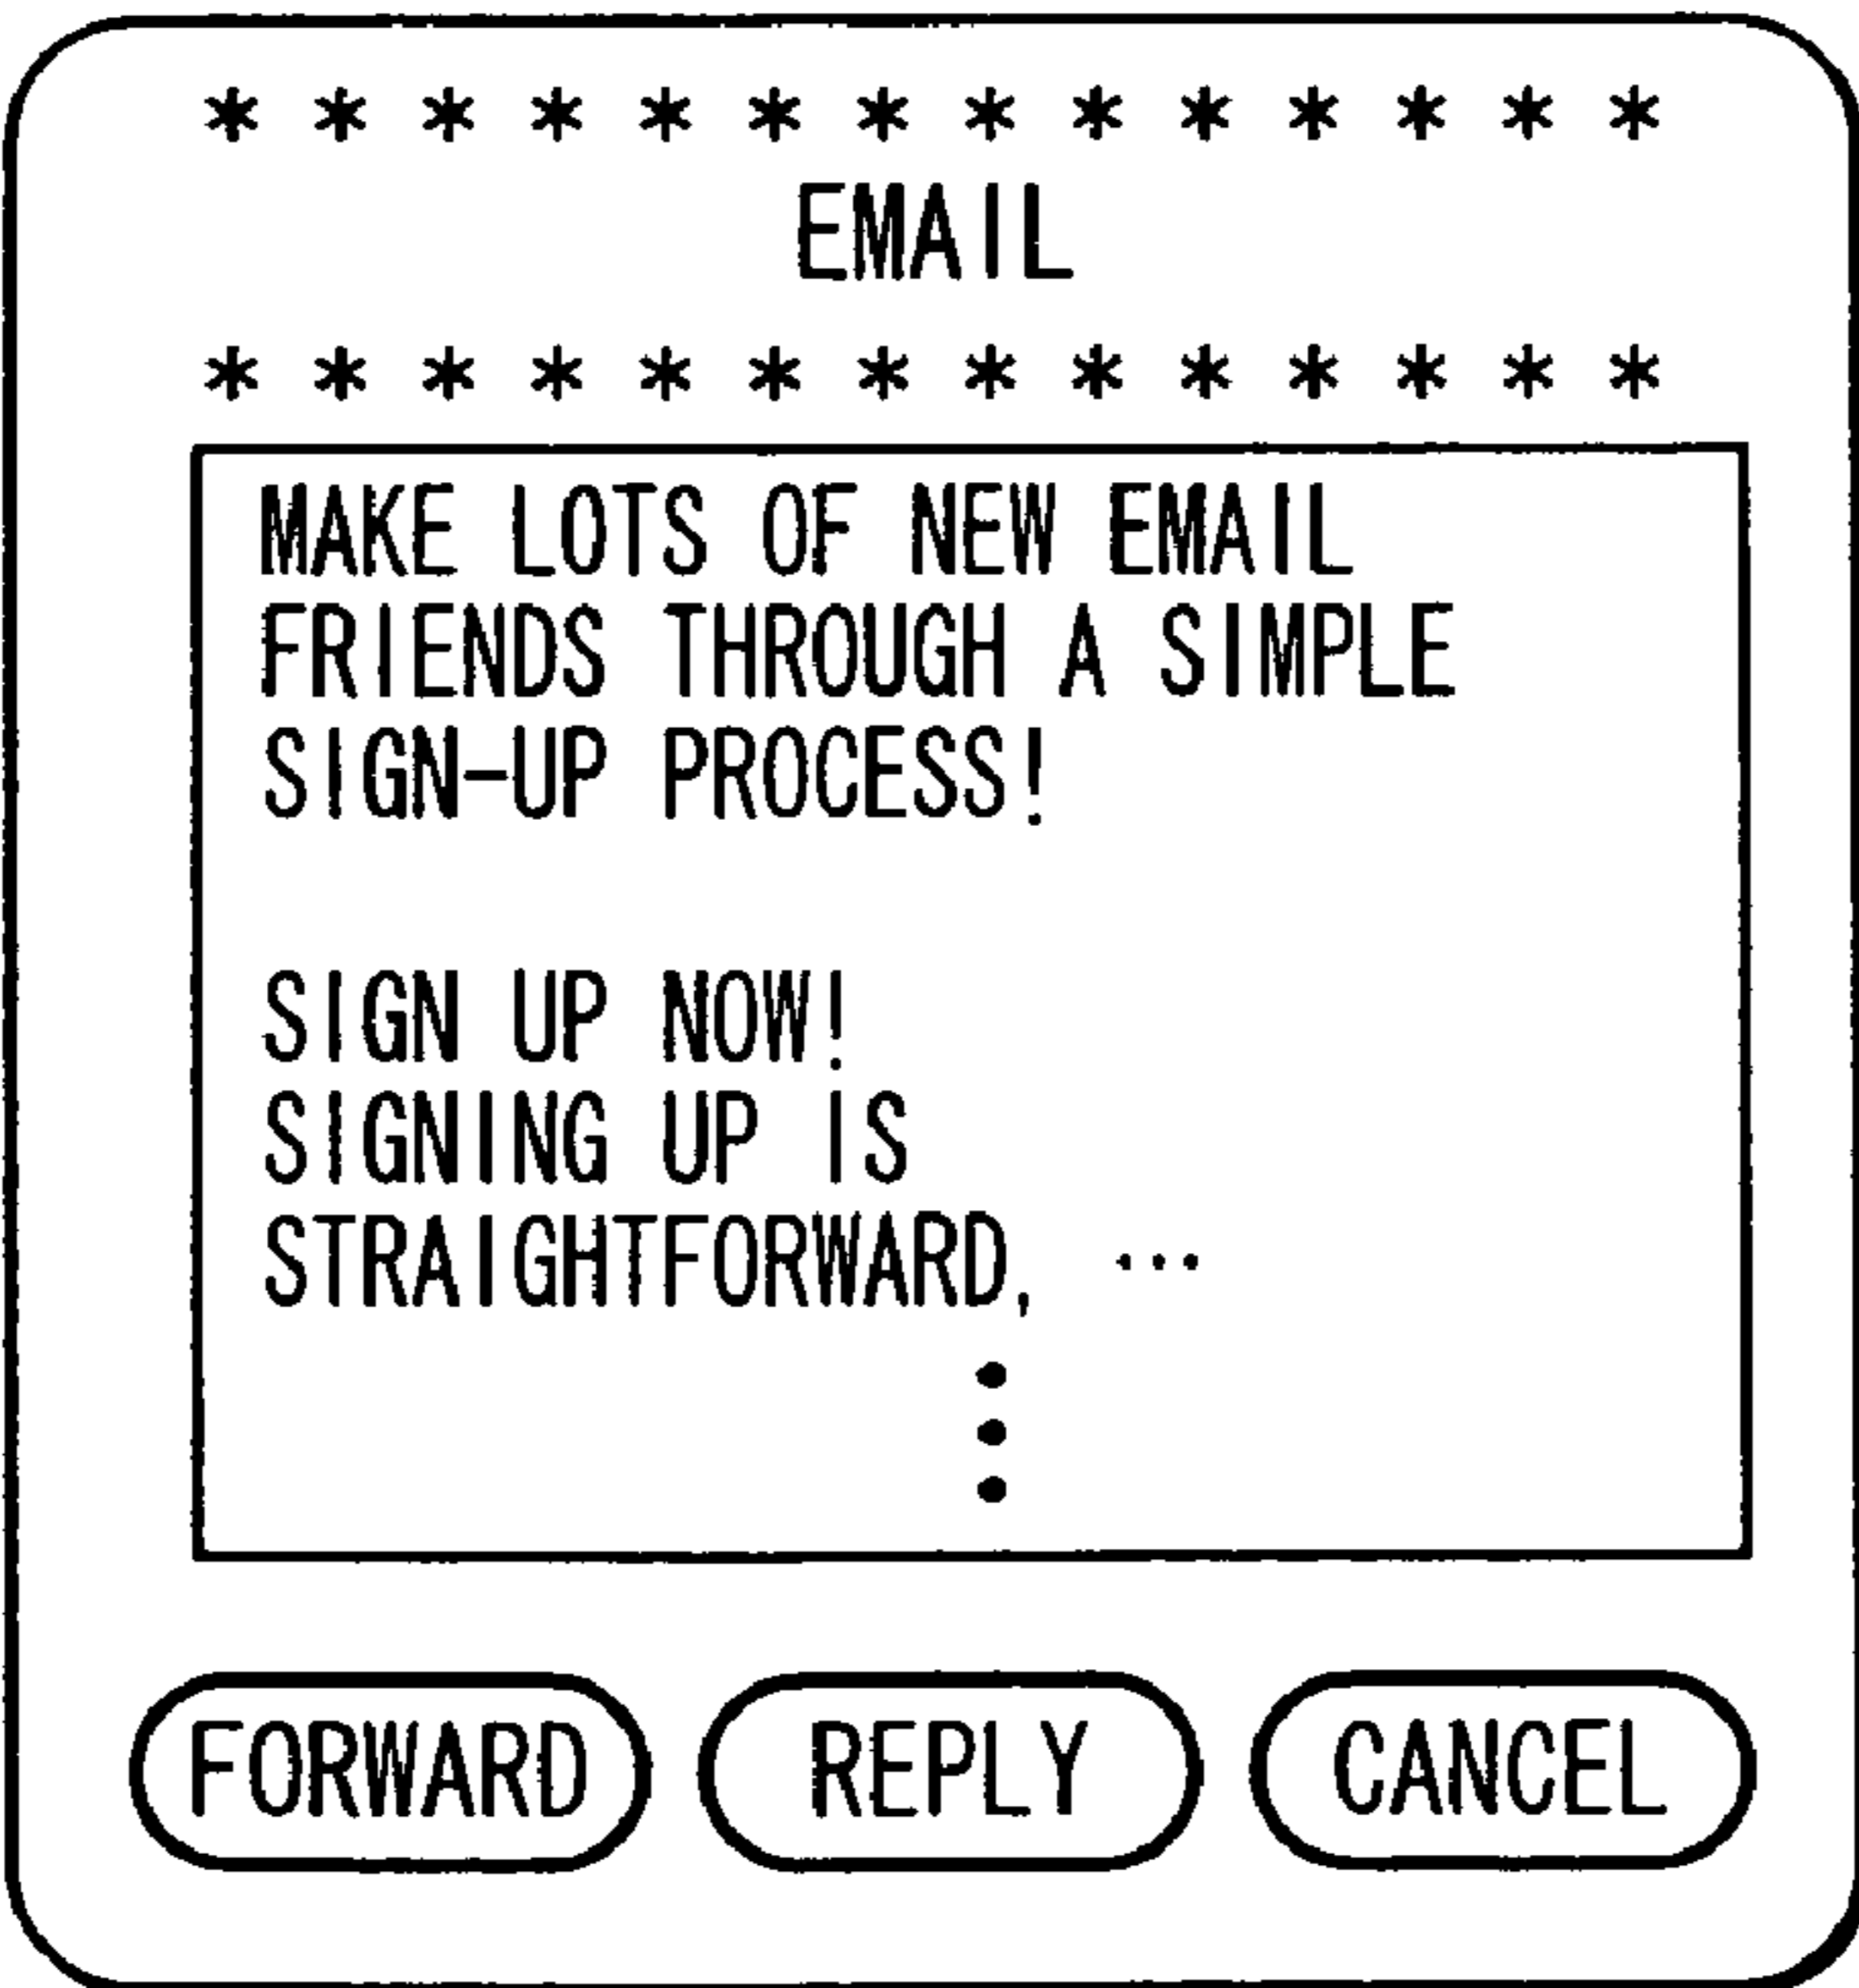 * * * * * * * * * * * * * *
EMAIL
* * * * * * * * * * * * * *
MAKE LOTS OF NEW EMAIL
FRIENDS THROUGH A SIMPLE
SIGN-UP PROCESS!
SIGN UP NOW!
SIGNING UP IS
STRAIGHTFORWARD, ...
FORWARD REPLY CANCEL